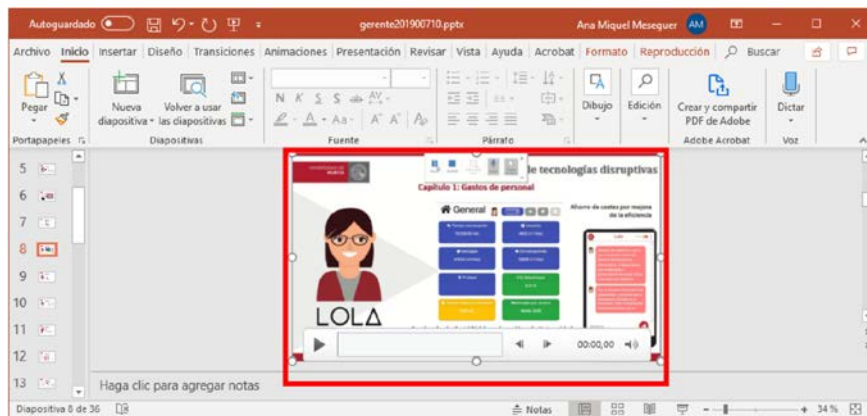 Autoguardado
gerente201900710.pptx
Ana Miquel Meseguer
AM
Archivo Inicio Insertar Diseño Transiciones Animaciones Presentación Revisar Vista Ayuda Acrobat Formato Reproducción Buscar
Pegar
Nueva diapositiva
Volver a usar las diapositivas
N K S S ab AV
A Aa A A
Dibujo
Edición
Crear y compartir PDF de Adobe
Dictar
Portapapeles
Diapositivas
Fuente
Párrafo
Adobe Acrobat
Voz
5
6
7
8
9
10
11
12
13
de tecnologías disruptivas
Capítulo 1: Gastos de personal
General
Ahorro de costes por mejora
de la eficiencia
LOLA
00:00,00
Haga clic para agregar notas
Diapositiva 8 de 36
Notas
34 %